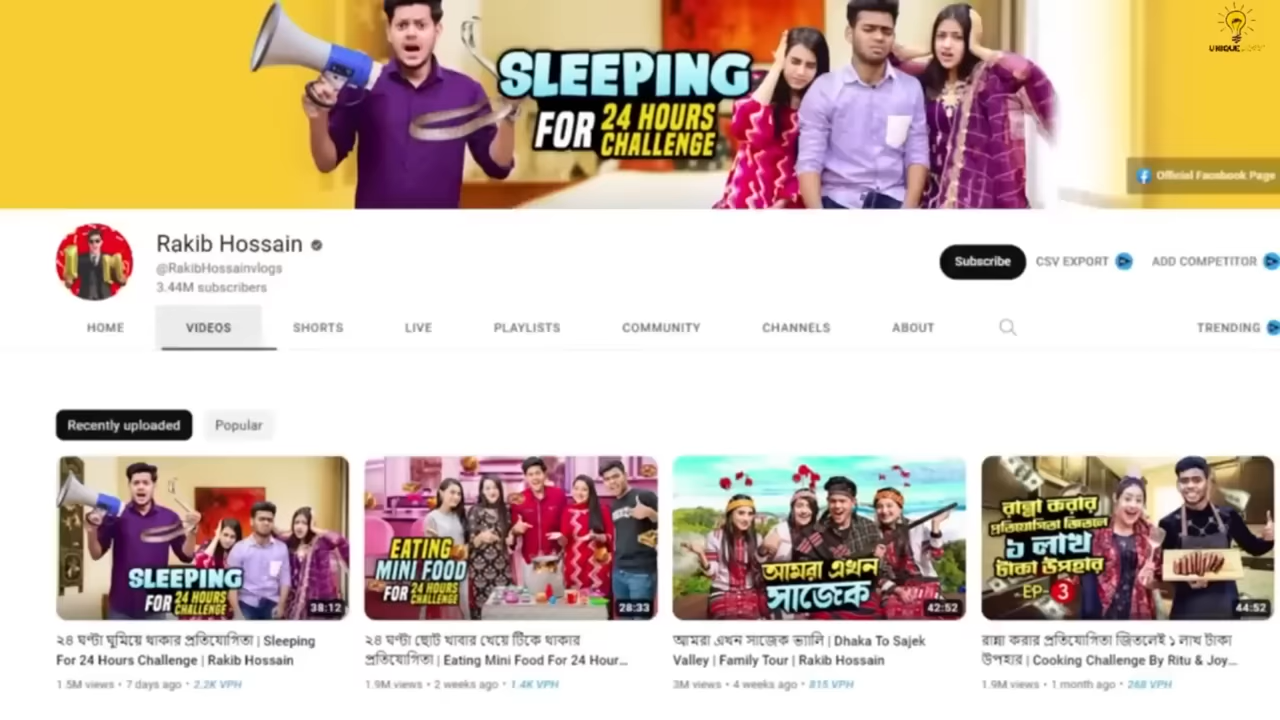 SLEEPING
FOR 24 HOURS
CHALLENGE
UNIQUE
Official Facebook Page
Rakib Hossain
@RakibHossainvlogs
3.44M subscribers
Subscribe
CSV EXPORT
ADD COMPETITOR
HOME
VIDEOS
SHORTS
LIVE
PLAYLISTS
COMMUNITY
CHANNELS
ABOUT
TRENDING
Recently uploaded
Popular
SLEEPING
FOR 24 HOURS
CHALLENGE
38:12
২৪ ঘণ্টা ঘুমিয়ে থাকার প্রতিযোগিতা | Sleeping
For 24 Hours Challenge | Rakib Hossain
1.5M views • 7 days ago • 2.2K VPH
EATING
MINI FOOD
FOR 24 HOURS
CHALLENGE
28:33
২৪ ঘণ্টা ছোট খাবার খেয়ে টিকে থাকার
প্রতিযোগিতা | Eating Mini Food For 24 Hour...
1.9M views • 2 weeks ago • 1.4K VPH
আমরা এখন
সাজেক
42:52
আমরা এখন সাজেক ভ্যালি | Dhaka To Sajek
Valley | Family Tour | Rakib Hossain
3M views • 4 weeks ago • 815 VPH
রান্না করার
প্রতিযোগিতা জিতলে
১ লাখ
টাকা উপহার
EP- 3
44:52
রান্না করার প্রতিযোগিতা জিতলেই ১ লাখ টাকা
উপহার | Cooking Challenge By Ritu & Joy...
1.9M views • 1 month ago • 268 VPH